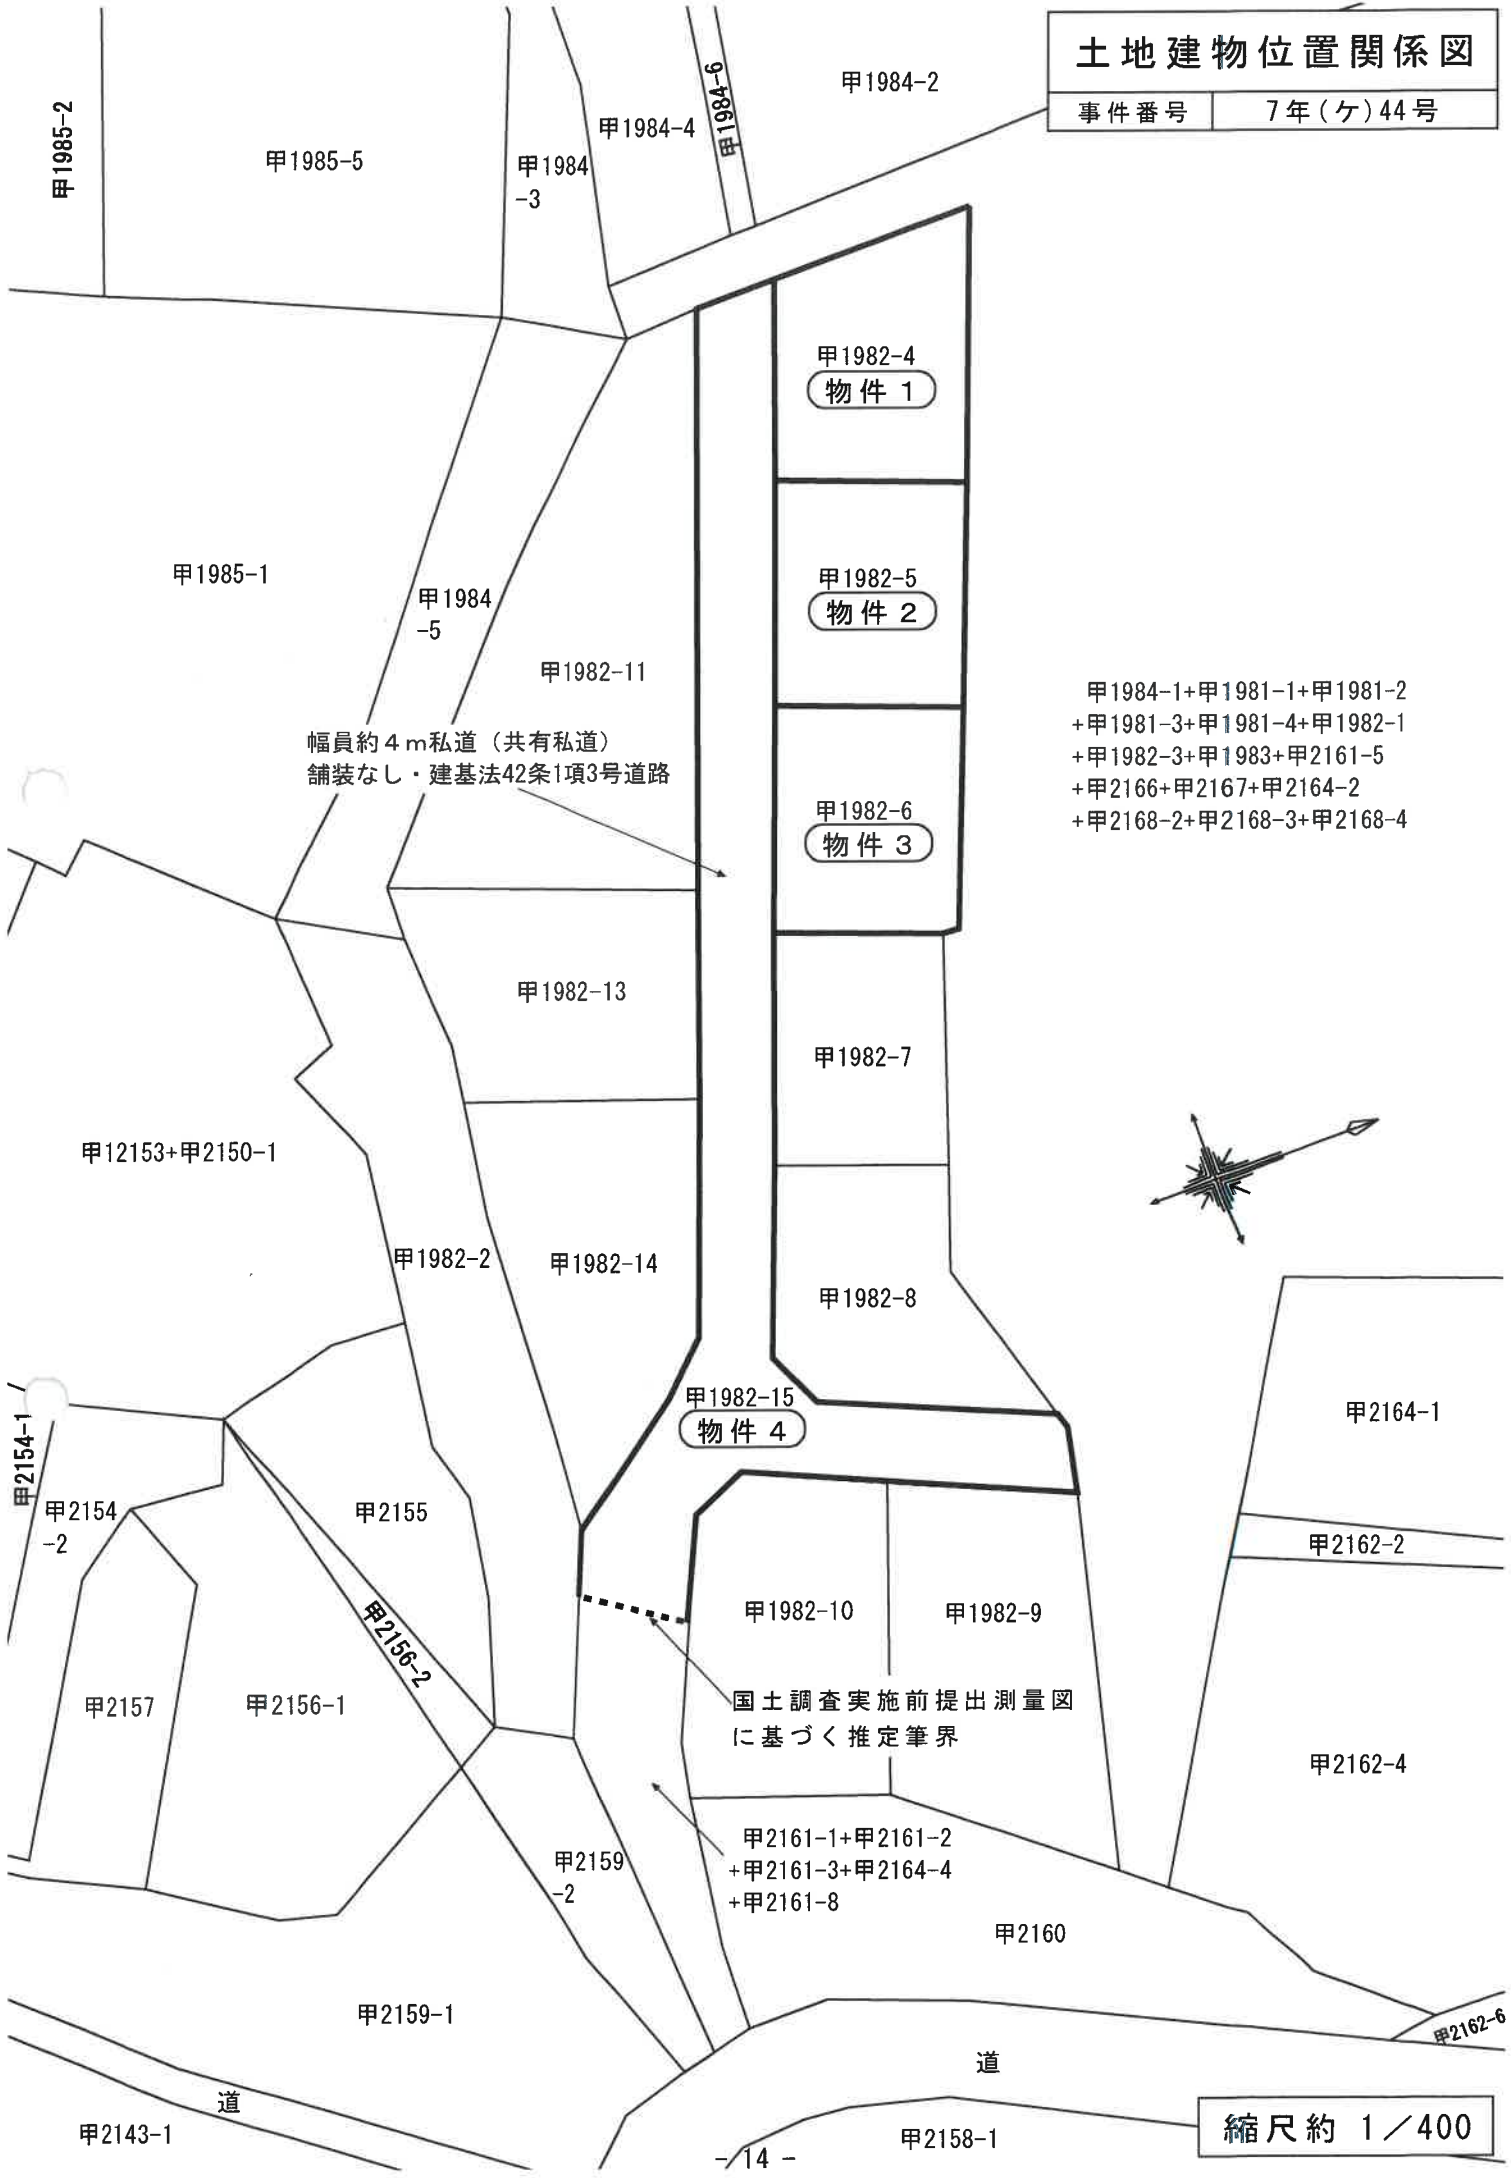 土地建物位置関係図
事件番号 7年(ケ)44号
甲1985-2
甲1985-5
甲1984
-3
甲1984-4
甲1984-6
甲1984-2
甲1982-4
物件 1
甲1985-1
甲1984
-5
甲1982-5
物件 2
甲1982-11
幅員約4m私道(共有私道)
舗装なし・建基法42条1項3号道路
甲1984-1+甲1981-1+甲1981-2
+甲1981-3+甲1981-4+甲1982-1
+甲1982-3+甲1983+甲2161-5
+甲2166+甲2167+甲2164-2
+甲2168-2+甲2168-3+甲2168-4
甲1982-6
物件 3
甲1982-13
甲1982-7
甲12153+甲2150-1
甲1982-2
甲1982-14
甲1982-8
甲1982-15
物件 4
甲2164-1
甲2154-1
甲2154
-2
甲2155
甲2162-2
甲2156-2
甲1982-10
甲1982-9
甲2157
甲2156-1
国土調査実施前提出測量図
に基づく推定筆界
甲2162-4
甲2161-1+甲2161-2
+甲2161-3+甲2164-4
+甲2161-8
甲2159
-2
甲2160
甲2159-1
甲2162-6
道
道
甲2143-1
甲2158-1
縮尺約 1/400
- 14 -